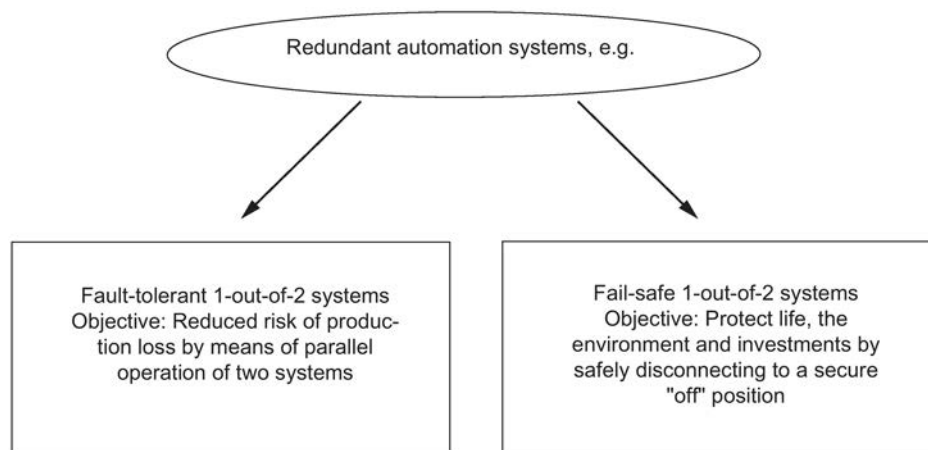 Redundant automation systems, e.g.
Fault-tolerant 1-out-of-2 systems
Objective: Reduced risk of produc-
tion loss by means of parallel
operation of two systems
Fail-safe 1-out-of-2 systems
Objective: Protect life, the
environment and investments by
safely disconnecting to a secure
"off" position